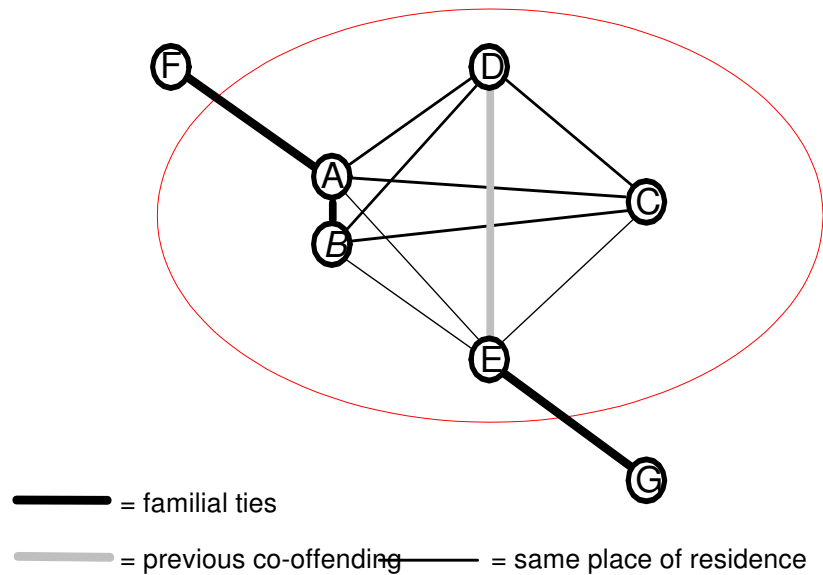 F
D
A
C
B
E
G
= familial ties
= previous co-offending
= same place of residence